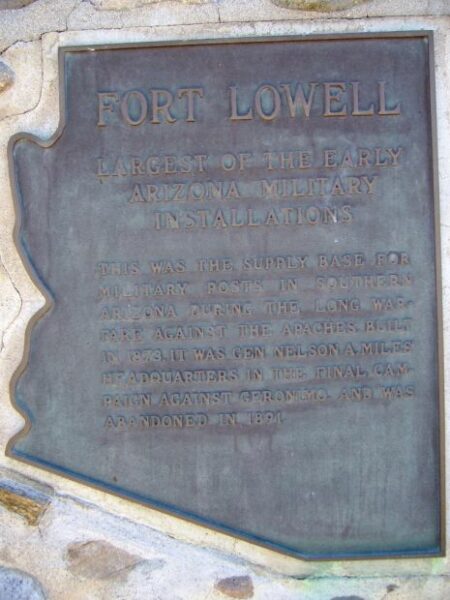 FORT LOWELL
LARGEST OF THE EARLY
ARIZONA MILITARY
INSTALLATIONS
THIS WAS THE SUPPLY BASE FOR
MILITARY POSTS IN SOUTHERN
ARIZONA DURING THE LONG WAR-
FARE AGAINST THE APACHES. BUILT
IN 1873, IT WAS GEN. NELSON A. MILES'
HEADQUARTERS IN THE FINAL CAM-
PAIGN AGAINST GERONIMO AND WAS
ABANDONED IN 1891.